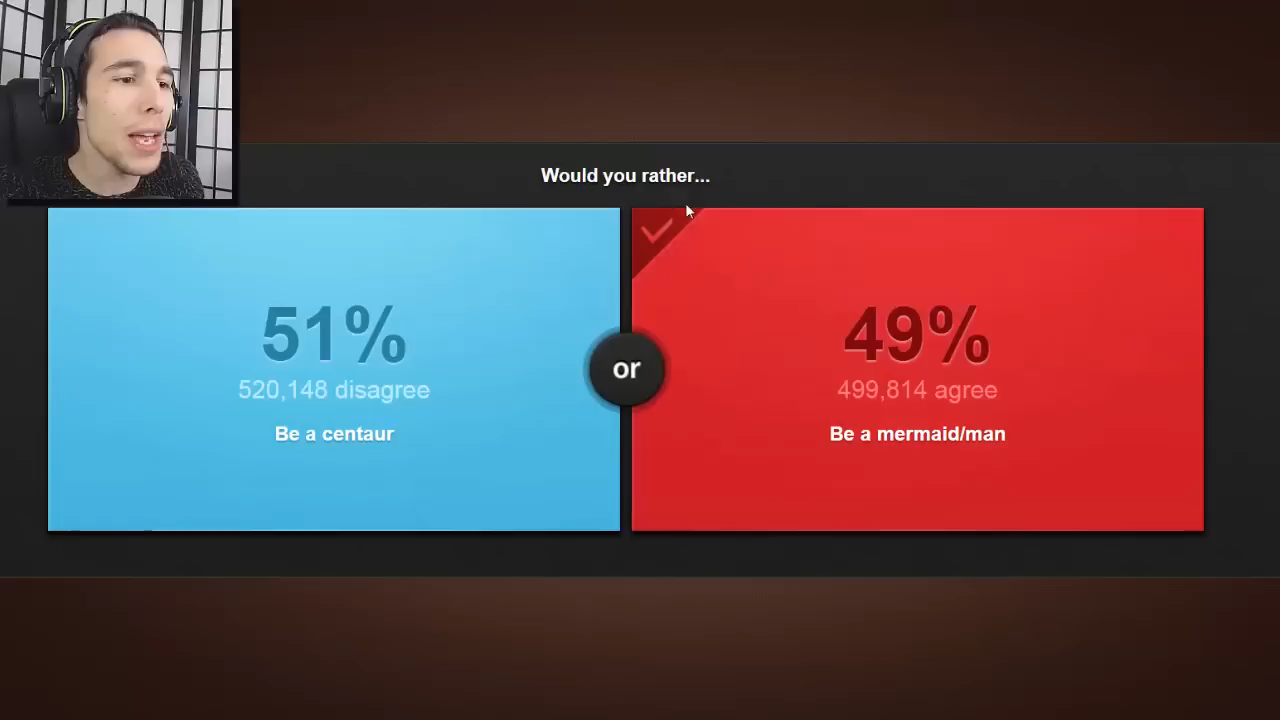 Would you rather...
51%
520,148 disagree
Be a centaur
or
49%
499,814 agree
Be a mermaid/man